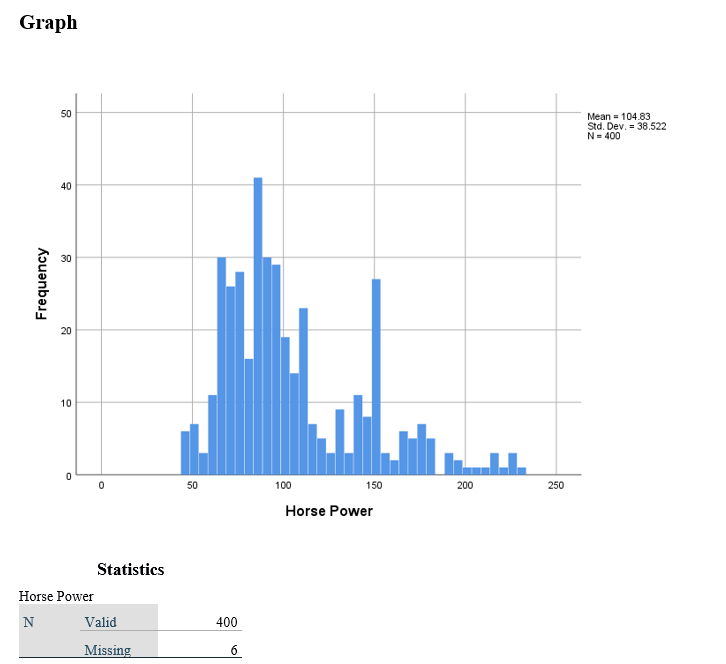 Graph
Mean = 104.83
Std. Dev. = 38.522
N = 400
50
40
30
20
10
0
Frequency
0 50 100 150 200 250
Horse Power
Statistics
Horse Power
N Valid 400
Missing 6